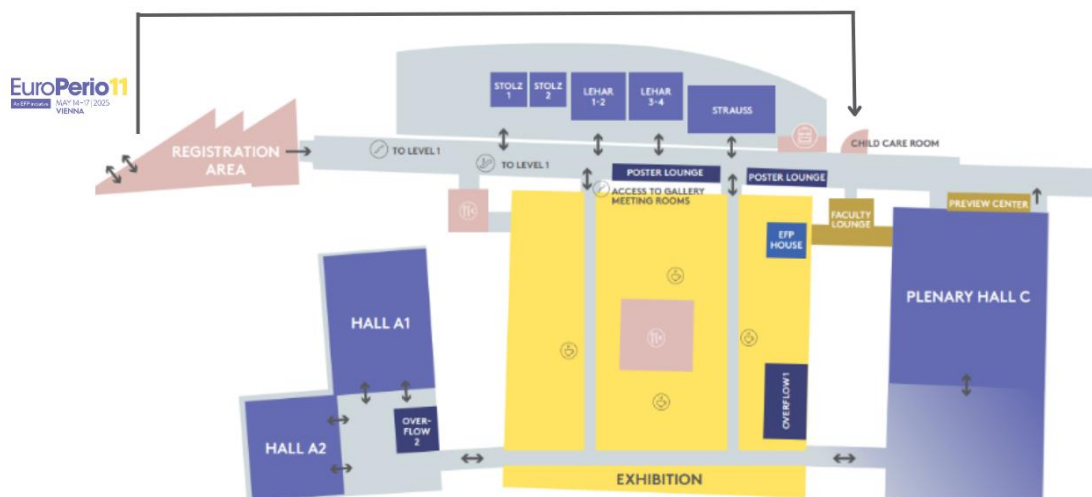 EuroPerio11
An EFP initiative
MAY 14-17 | 2025
VIENNA
REGISTRATION
AREA
TO LEVEL 1
TO LEVEL 1
STOLZ
1
STOLZ
2
LEHAR
1-2
LEHAR
3-4
STRAUSS
CHILD CARE ROOM
POSTER LOUNGE
POSTER LOUNGE
ACCESS TO GALLERY
MEETING ROOMS
FACULTY
LOUNGE
PREVIEW CENTER
EFP
HOUSE
PLENARY HALL C
HALL A1
HALL A2
OVER-
FLOW
2
OVERFLOW 1
EXHIBITION